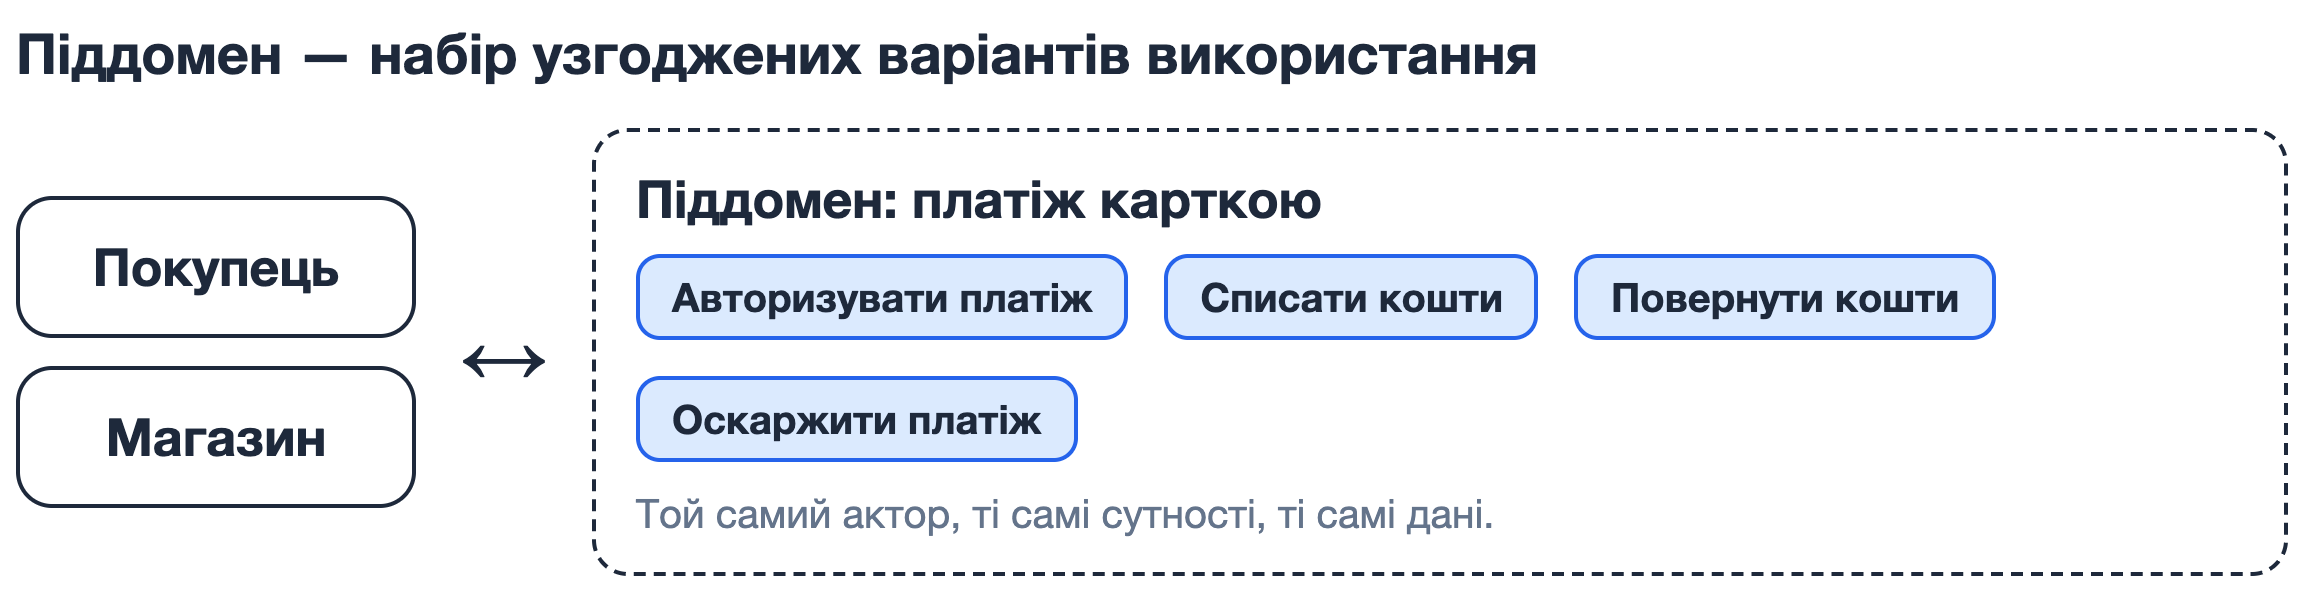 Піддомен — набір узгоджених варіантів використання
Покупець
Магазин
↔
Піддомен: платіж карткою
Авторизувати платіж
Списати кошти
Повернути кошти
Оскаржити платіж
Той самий актор, ті самі сутності, ті самі дані.